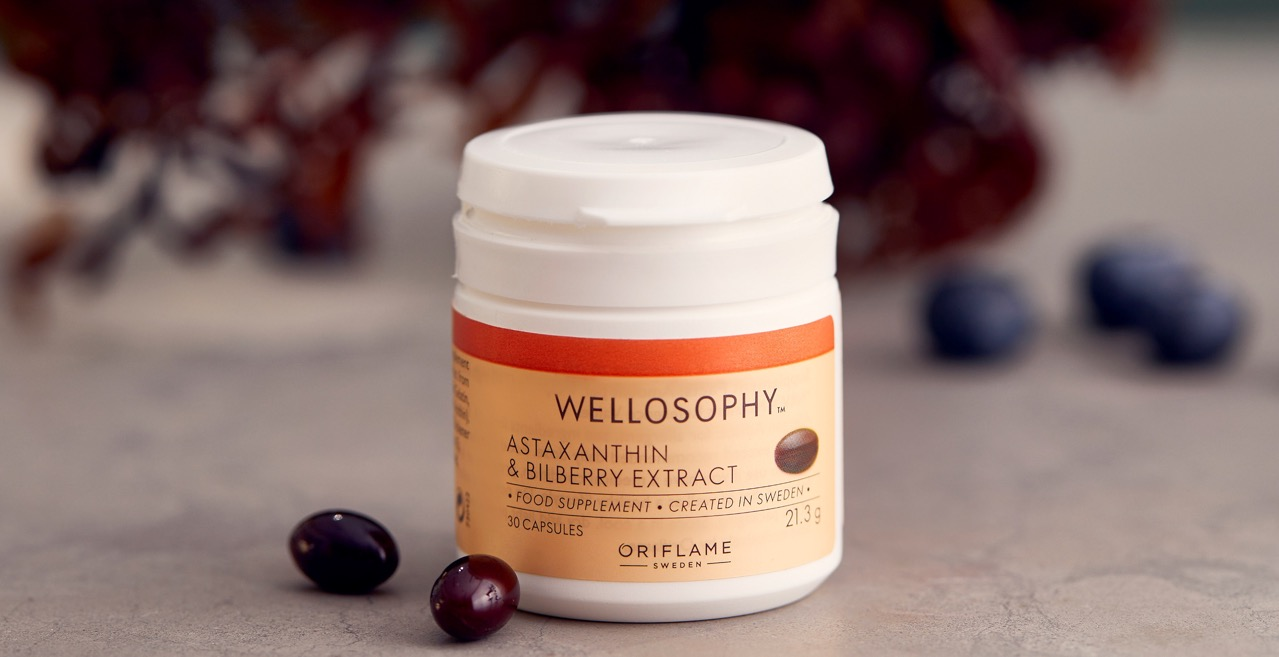 WELLOSOPHY™
ASTAXANTHIN
& BILBERRY EXTRACT
• FOOD SUPPLEMENT • CREATED IN SWEDEN •
30 CAPSULES
21.3 g
ORIFLAME
SWEDEN